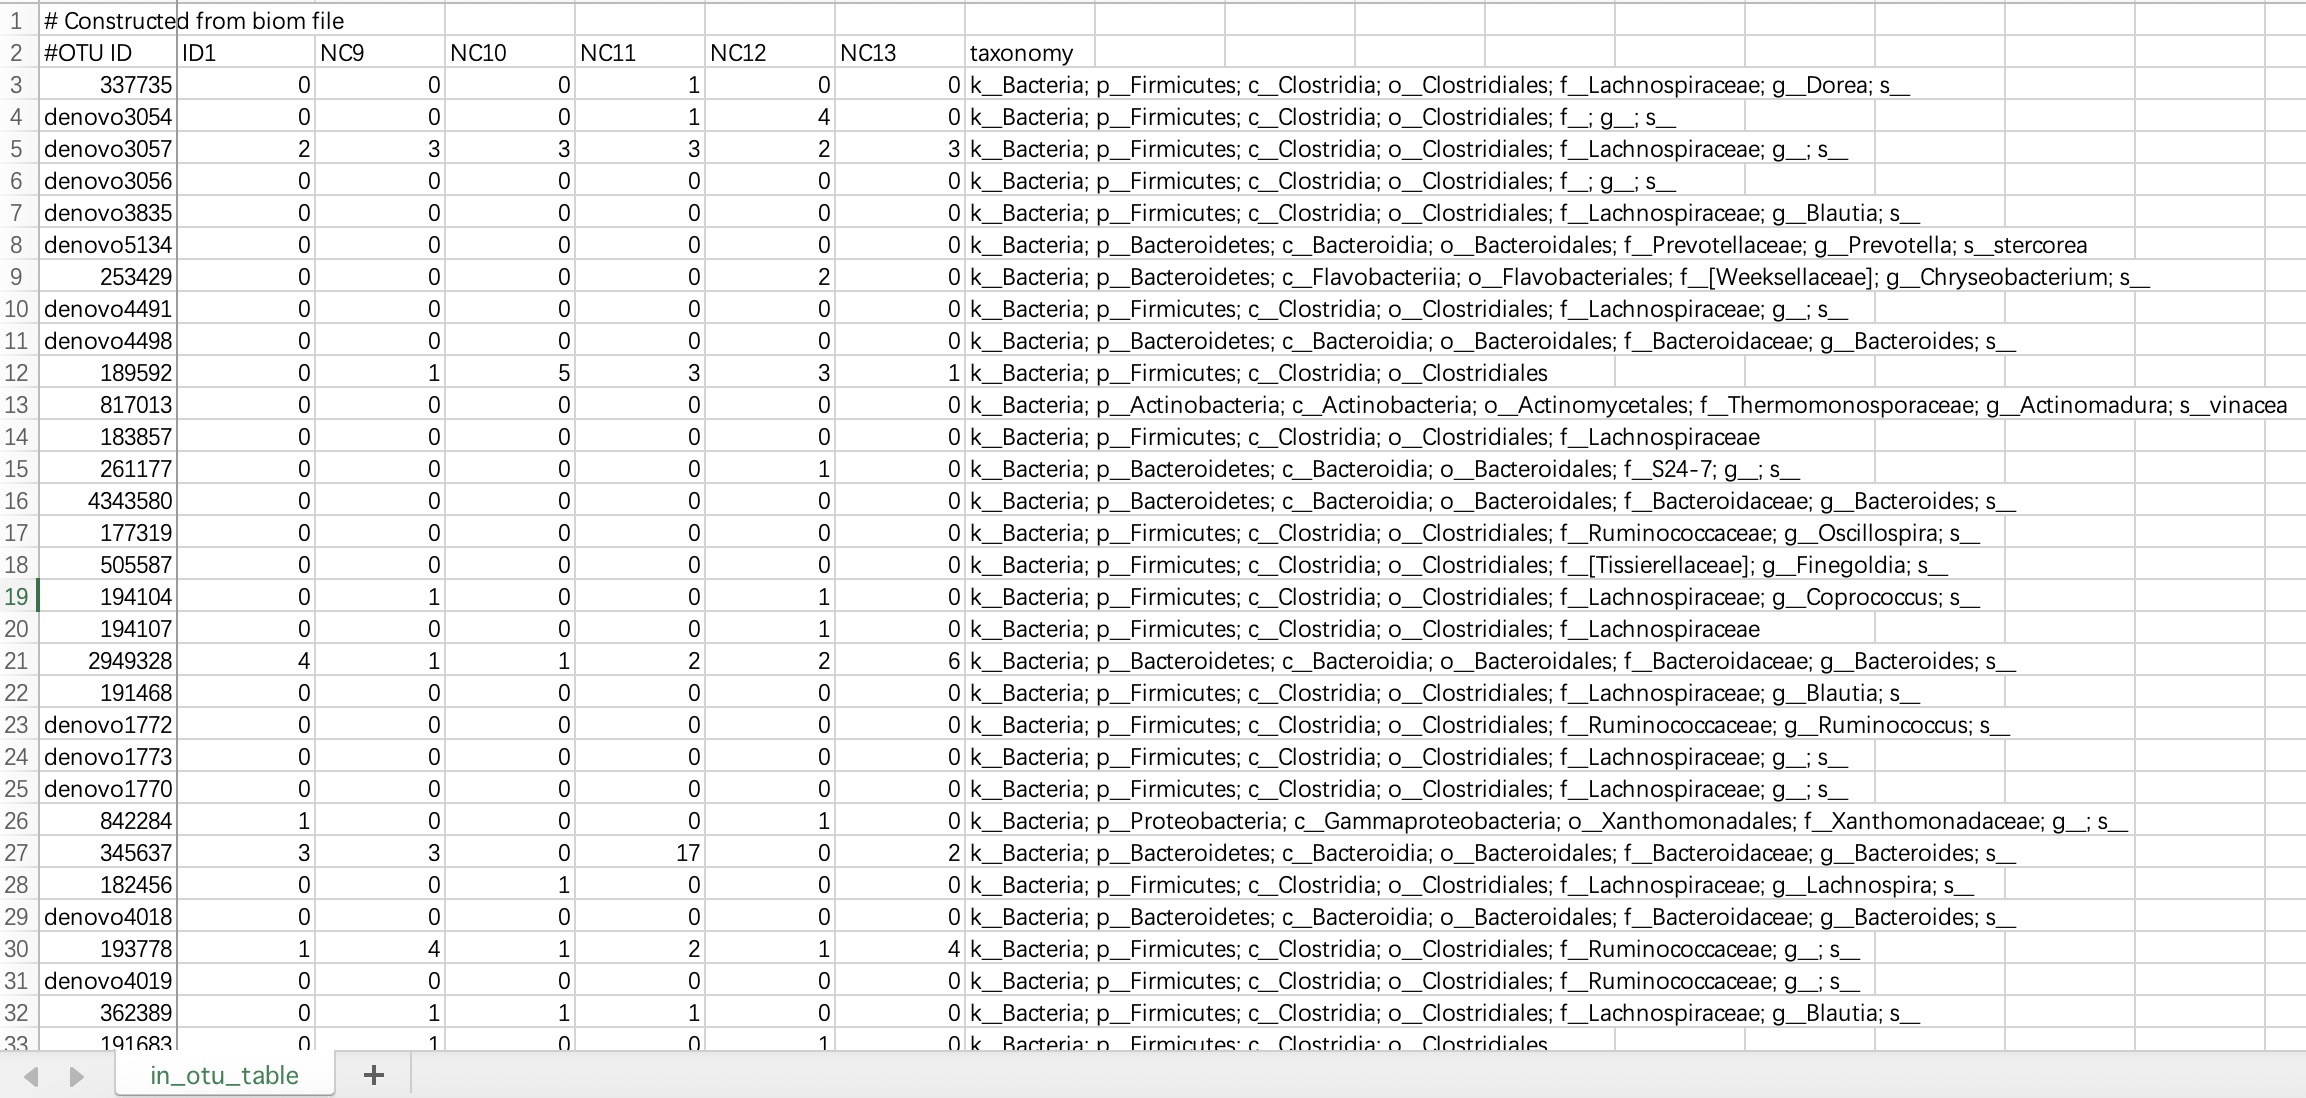 1 # Constructed from biom file
2 #OTU ID ID1 NC9 NC10 NC11 NC12 NC13 taxonomy
3 337735 0 0 0 1 0 0 k__Bacteria; p__Firmicutes; c__Clostridia; o__Clostridiales; f__Lachnospiraceae; g__Dorea; s__
4 denovo3054 0 0 0 1 4 0 k__Bacteria; p__Firmicutes; c__Clostridia; o__Clostridiales; f__; g__; s__
5 denovo3057 2 3 3 3 2 3 k__Bacteria; p__Firmicutes; c__Clostridia; o__Clostridiales; f__Lachnospiraceae; g__; s__
6 denovo3056 0 0 0 0 0 0 k__Bacteria; p__Firmicutes; c__Clostridia; o__Clostridiales; f__; g__; s__
7 denovo3835 0 0 0 0 0 0 k__Bacteria; p__Firmicutes; c__Clostridia; o__Clostridiales; f__Lachnospiraceae; g__Blautia; s__
8 denovo5134 0 0 0 0 0 0 k__Bacteria; p__Bacteroidetes; c__Bacteroidia; o__Bacteroidales; f__Prevotellaceae; g__Prevotella; s__stercorea
9 253429 0 0 0 0 2 0 k__Bacteria; p__Bacteroidetes; c__Flavobacteriia; o__Flavobacteriales; f__[Weeksellaceae]; g__Chryseobacterium; s__
10 denovo4491 0 0 0 0 0 0 k__Bacteria; p__Firmicutes; c__Clostridia; o__Clostridiales; f__Lachnospiraceae; g__; s__
11 denovo4498 0 0 0 0 0 0 k__Bacteria; p__Bacteroidetes; c__Bacteroidia; o__Bacteroidales; f__Bacteroidaceae; g__Bacteroides; s__
12 189592 0 1 5 3 3 1 k__Bacteria; p__Firmicutes; c__Clostridia; o__Clostridiales
13 817013 0 0 0 0 0 0 k__Bacteria; p__Actinobacteria; c__Actinobacteria; o__Actinomycetales; f__Thermomonosporaceae; g__Actinomadura; s__vinacea
14 183857 0 0 0 0 0 0 k__Bacteria; p__Firmicutes; c__Clostridia; o__Clostridiales; f__Lachnospiraceae
15 261177 0 0 0 0 1 0 k__Bacteria; p__Bacteroidetes; c__Bacteroidia; o__Bacteroidales; f__S24-7; g__; s__
16 4343580 0 0 0 0 0 0 k__Bacteria; p__Bacteroidetes; c__Bacteroidia; o__Bacteroidales; f__Bacteroidaceae; g__Bacteroides; s__
17 177319 0 0 0 0 0 0 k__Bacteria; p__Firmicutes; c__Clostridia; o__Clostridiales; f__Ruminococcaceae; g__Oscillospira; s__
18 505587 0 0 0 0 0 0 k__Bacteria; p__Firmicutes; c__Clostridia; o__Clostridiales; f__[Tissierellaceae]; g__Finegoldia; s__
19 194104 0 1 0 0 1 0 k__Bacteria; p__Firmicutes; c__Clostridia; o__Clostridiales; f__Lachnospiraceae; g__Coprococcus; s__
20 194107 0 0 0 0 1 0 k__Bacteria; p__Firmicutes; c__Clostridia; o__Clostridiales; f__Lachnospiraceae
21 2949328 4 1 1 2 2 6 k__Bacteria; p__Bacteroidetes; c__Bacteroidia; o__Bacteroidales; f__Bacteroidaceae; g__Bacteroides; s__
22 191468 0 0 0 0 0 0 k__Bacteria; p__Firmicutes; c__Clostridia; o__Clostridiales; f__Lachnospiraceae; g__Blautia; s__
23 denovo1772 0 0 0 0 0 0 k__Bacteria; p__Firmicutes; c__Clostridia; o__Clostridiales; f__Ruminococcaceae; g__Ruminococcus; s__
24 denovo1773 0 0 0 0 0 0 k__Bacteria; p__Firmicutes; c__Clostridia; o__Clostridiales; f__Lachnospiraceae; g__; s__
25 denovo1770 0 0 0 0 0 0 k__Bacteria; p__Firmicutes; c__Clostridia; o__Clostridiales; f__Lachnospiraceae; g__; s__
26 842284 1 0 0 0 1 0 k__Bacteria; p__Proteobacteria; c__Gammaproteobacteria; o__Xanthomonadales; f__Xanthomonadaceae; g__; s__
27 345637 3 3 0 17 0 2 k__Bacteria; p__Bacteroidetes; c__Bacteroidia; o__Bacteroidales; f__Bacteroidaceae; g__Bacteroides; s__
28 182456 0 0 1 0 0 0 k__Bacteria; p__Firmicutes; c__Clostridia; o__Clostridiales; f__Lachnospiraceae; g__Lachnospira; s__
29 denovo4018 0 0 0 0 0 0 k__Bacteria; p__Bacteroidetes; c__Bacteroidia; o__Bacteroidales; f__Bacteroidaceae; g__Bacteroides; s__
30 193778 1 4 1 2 1 4 k__Bacteria; p__Firmicutes; c__Clostridia; o__Clostridiales; f__Ruminococcaceae; g__; s__
31 denovo4019 0 0 0 0 0 0 k__Bacteria; p__Firmicutes; c__Clostridia; o__Clostridiales; f__Ruminococcaceae; g__; s__
32 362389 0 1 1 1 0 0 k__Bacteria; p__Firmicutes; c__Clostridia; o__Clostridiales; f__Lachnospiraceae; g__Blautia; s__
33 191683 0 1 0 0 1 0 k__Bacteria; p__Firmicutes; c__Clostridia; o__Clostridiales
in_otu_table +